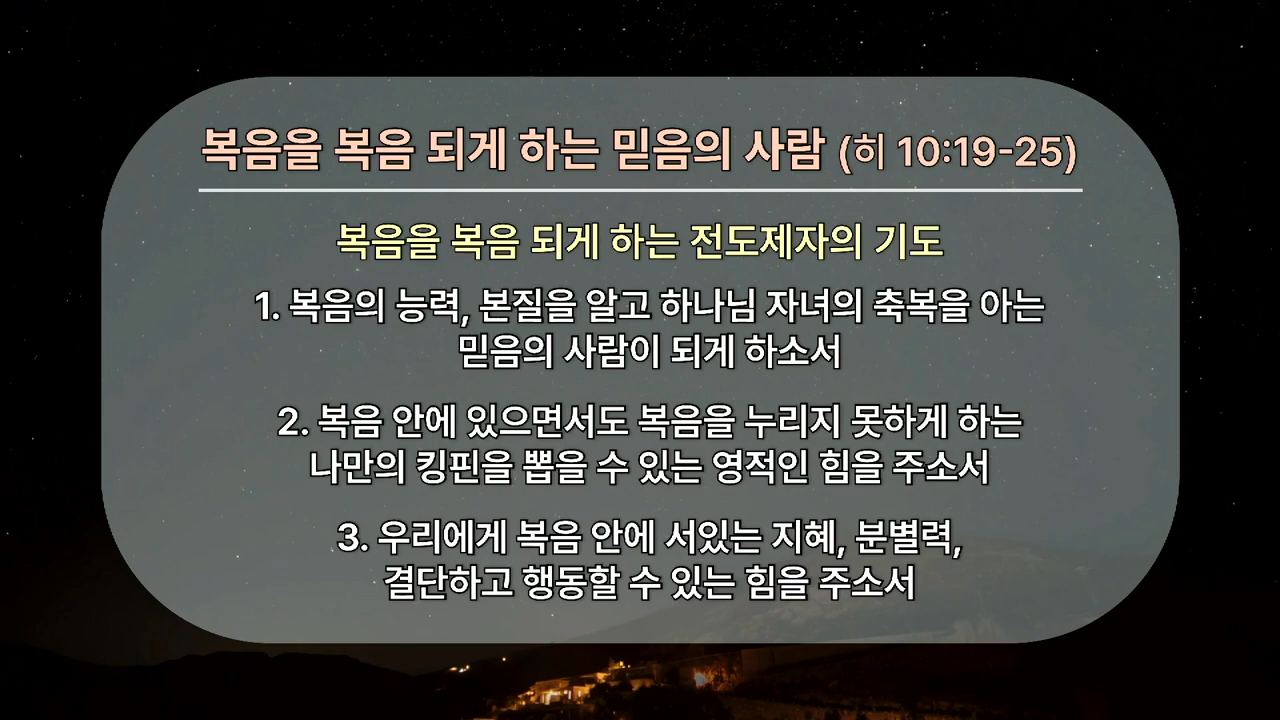 복음을 복음 되게 하는 믿음의 사람 (히 10:19-25)
복음을 복음 되게 하는 전도제자의 기도
1. 복음의 능력, 본질을 알고 하나님 자녀의 축복을 아는
믿음의 사람이 되게 하소서
2. 복음 안에 있으면서도 복음을 누리지 못하게 하는
나만의 킹핀을 뽑을 수 있는 영적인 힘을 주소서
3. 우리에게 복음 안에 서있는 지혜, 분별력,
결단하고 행동할 수 있는 힘을 주소서